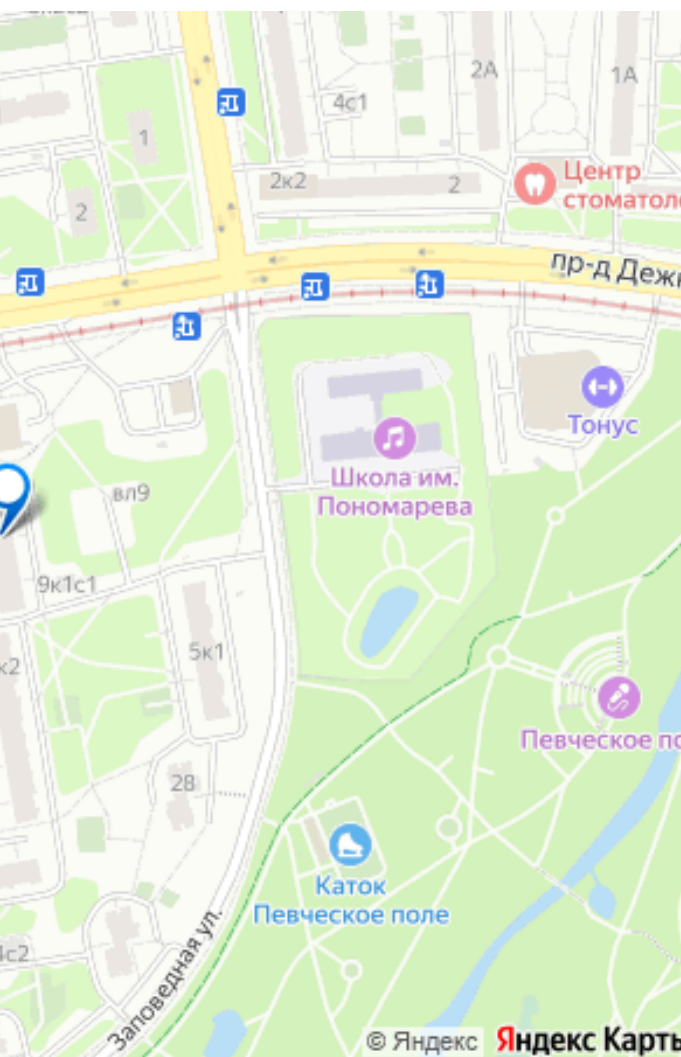 2А
1А
4с1
1
2к2
2
Центр
стоматоло
2
пр-д Дежн
Тонус
Школа им.
Пономарева
вл9
9к1с1
5к1
к2
Певческое по
28
Каток
Певческое поле
4с2
Заповедная ул.
© Яндекс Яндекс Карты